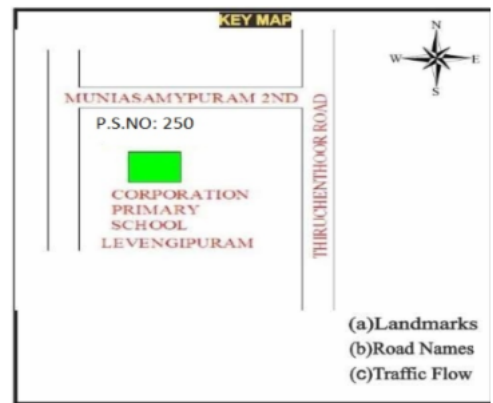 KEY MAP
N
W E
S
MUNIASAMYPURAM 2ND
P.S.NO: 250
THIRUCHENTHOOR ROAD
CORPORATION
PRIMARY
SCHOOL
LEVENGIPURAM
(a)Landmarks
(b)Road Names
(c)Traffic Flow